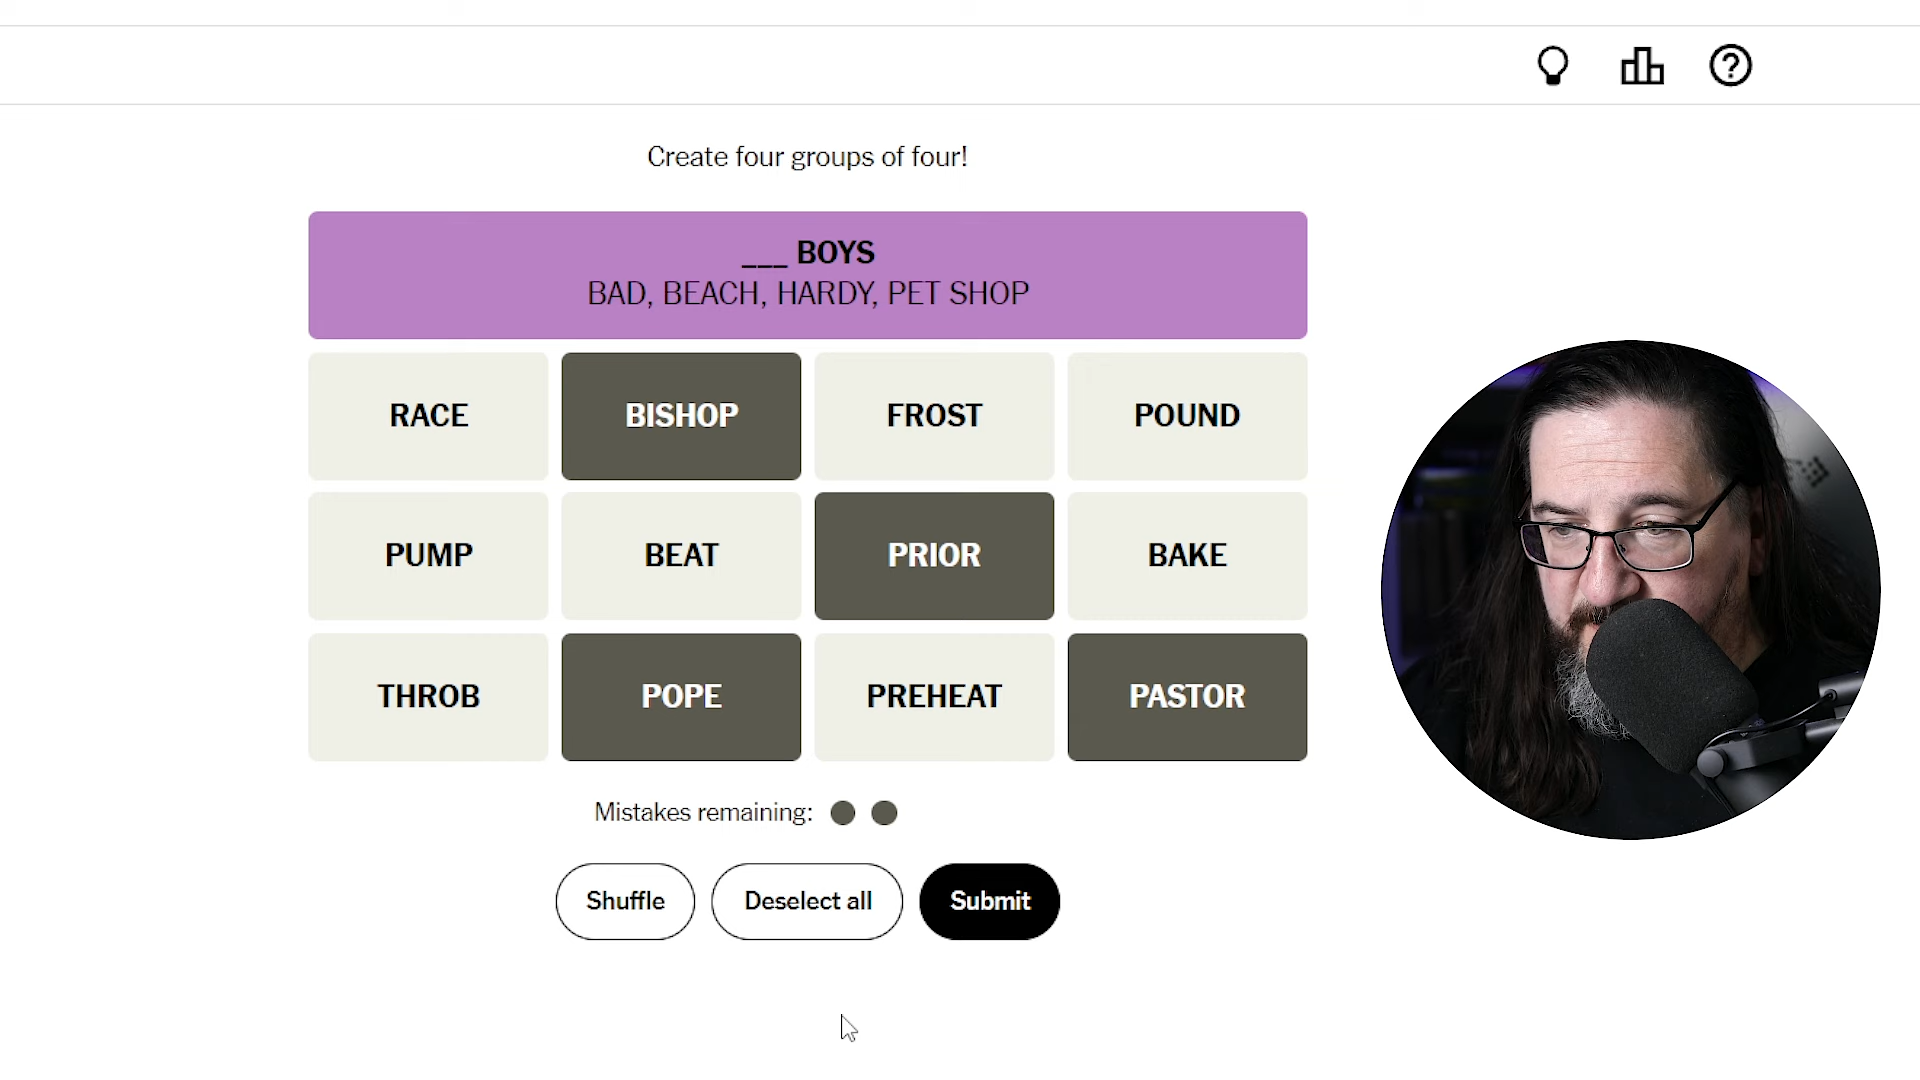 Create four groups of four!
___ BOYS
BAD, BEACH, HARDY, PET SHOP
RACE BISHOP FROST POUND
PUMP BEAT PRIOR BAKE
THROB POPE PREHEAT PASTOR
Mistakes remaining:
Shuffle Deselect all Submit